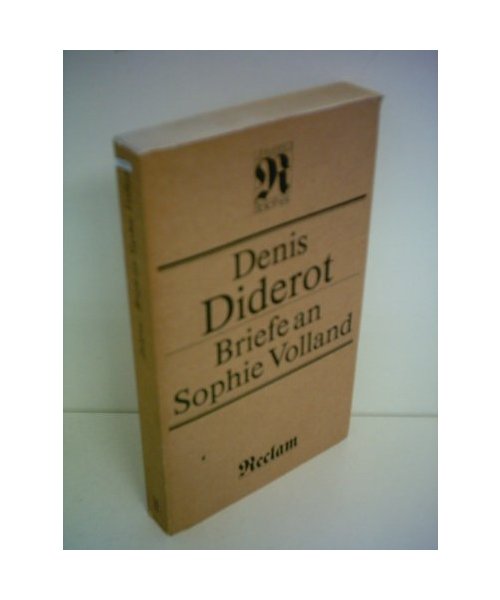 R
Denis
Diderot
Briefe an
Sophie Volland
Reclam